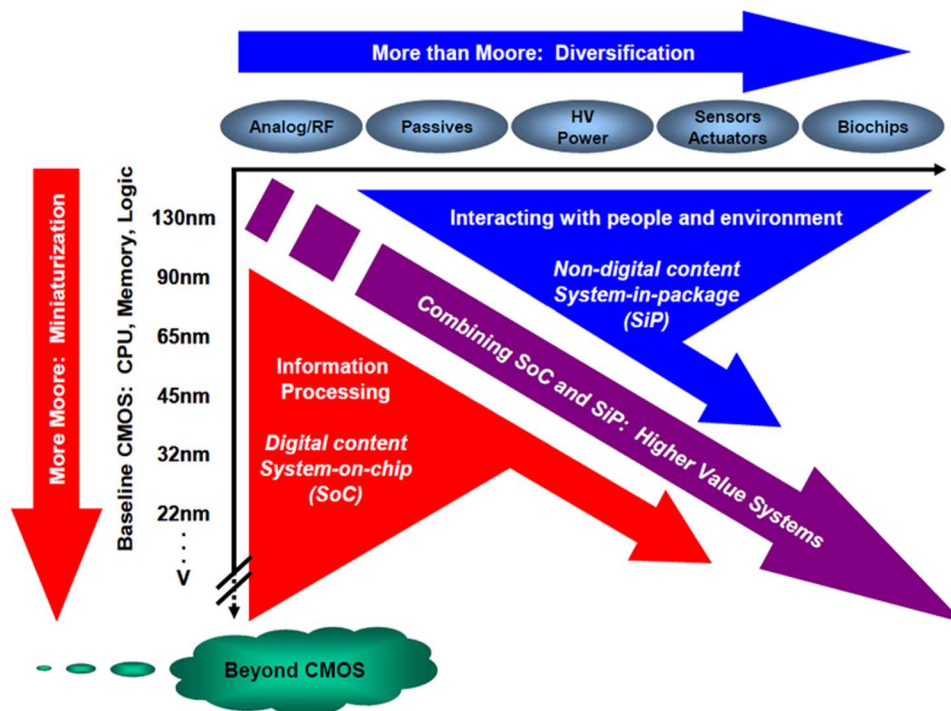 More than Moore: Diversification
Analog/RF
Passives
HV
Power
Sensors
Actuators
Biochips
More Moore: Miniaturization
Baseline CMOS: CPU, Memory, Logic
130nm
90nm
65nm
45nm
32nm
22nm
V
Interacting with people and environment
Non-digital content
System-in-package
(SiP)
Combining SoC and SiP: Higher Value Systems
Information
Processing
Digital content
System-on-chip
(SoC)
Beyond CMOS